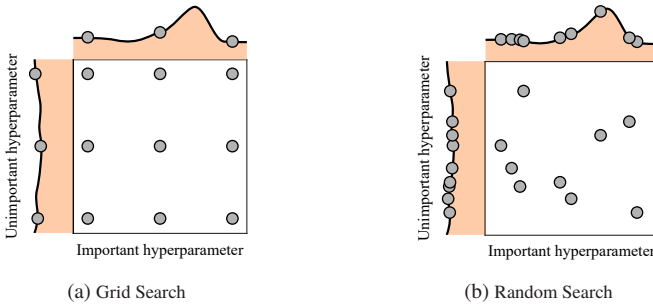 Unimportant hyperparameter
Important hyperparameter
(a) Grid Search
Unimportant hyperparameter
Important hyperparameter
(b) Random Search